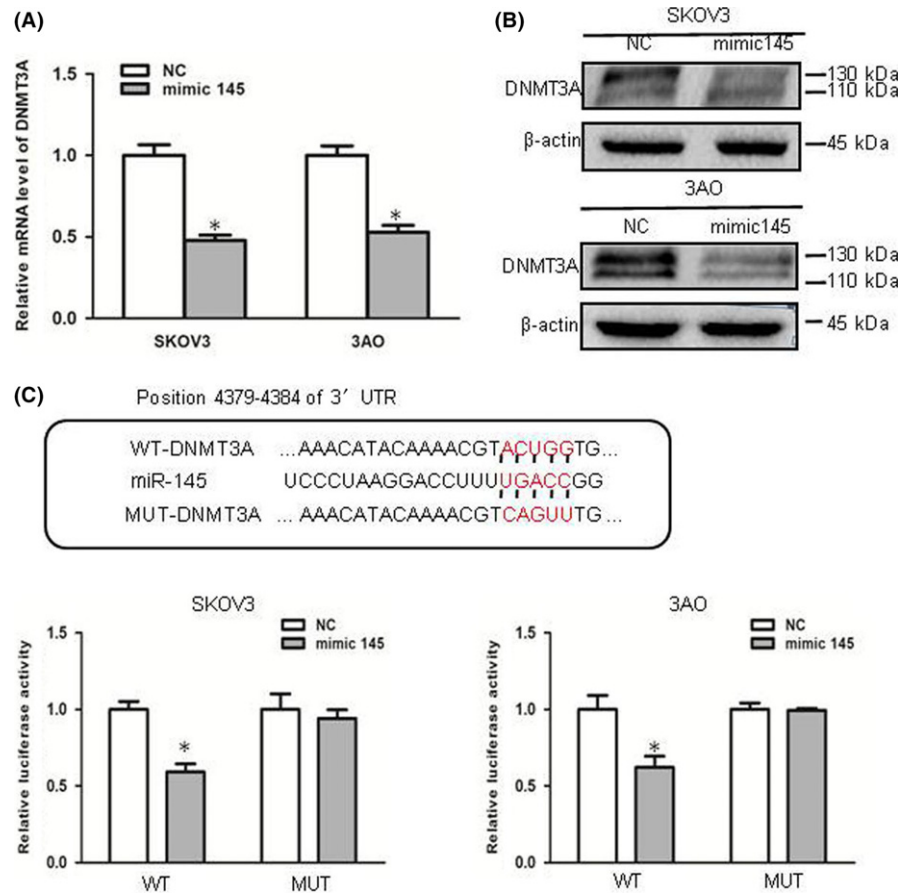 (A)
Relative mRNA level of DNMT3A
NC
mimic 145
1.5
1.0
0.5
0.0
*
*
SKOV3
3AO
(B)
SKOV3
NC mimic145
DNMT3A
130 kDa
110 kDa
β-actin
45 kDa
3AO
NC mimic145
DNMT3A
130 kDa
110 kDa
β-actin
45 kDa
(C)
Position 4379-4384 of 3′ UTR
WT-DNMT3A ...AAACATACAAAACGTACUGGTG...
miR-145 UCCCUAAGGACCUUUUGACCGG
MUT-DNMT3A ... AAACATACAAAACGTCAGUUTG ...
SKOV3
NC
mimic 145
Relative luciferase activity
1.5
1.0
0.5
0.0
*
WT
MUT
3AO
NC
mimic 145
Relative luciferase activity
1.5
1.0
0.5
0.0
*
WT
MUT